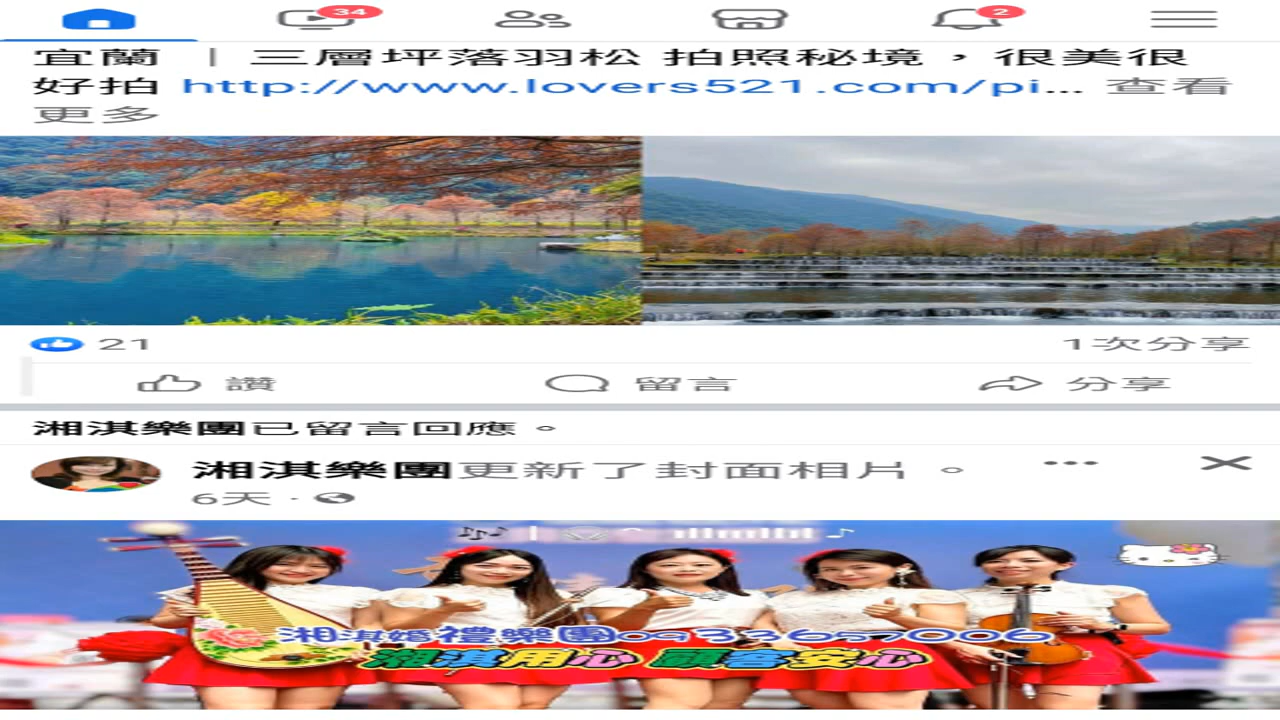 34
2
宜蘭 ｜ 三層坪落羽松 拍照秘境，很美很
好拍 http://www.lovers521.com/pi... 查看
更多
21
1次分享
讚
留言
分享
湘淇樂團已留言回應。
湘淇樂團更新了封面相片。
6天 ·
湘淇婚禮樂團0933657006
湘淇用心 顧客安心